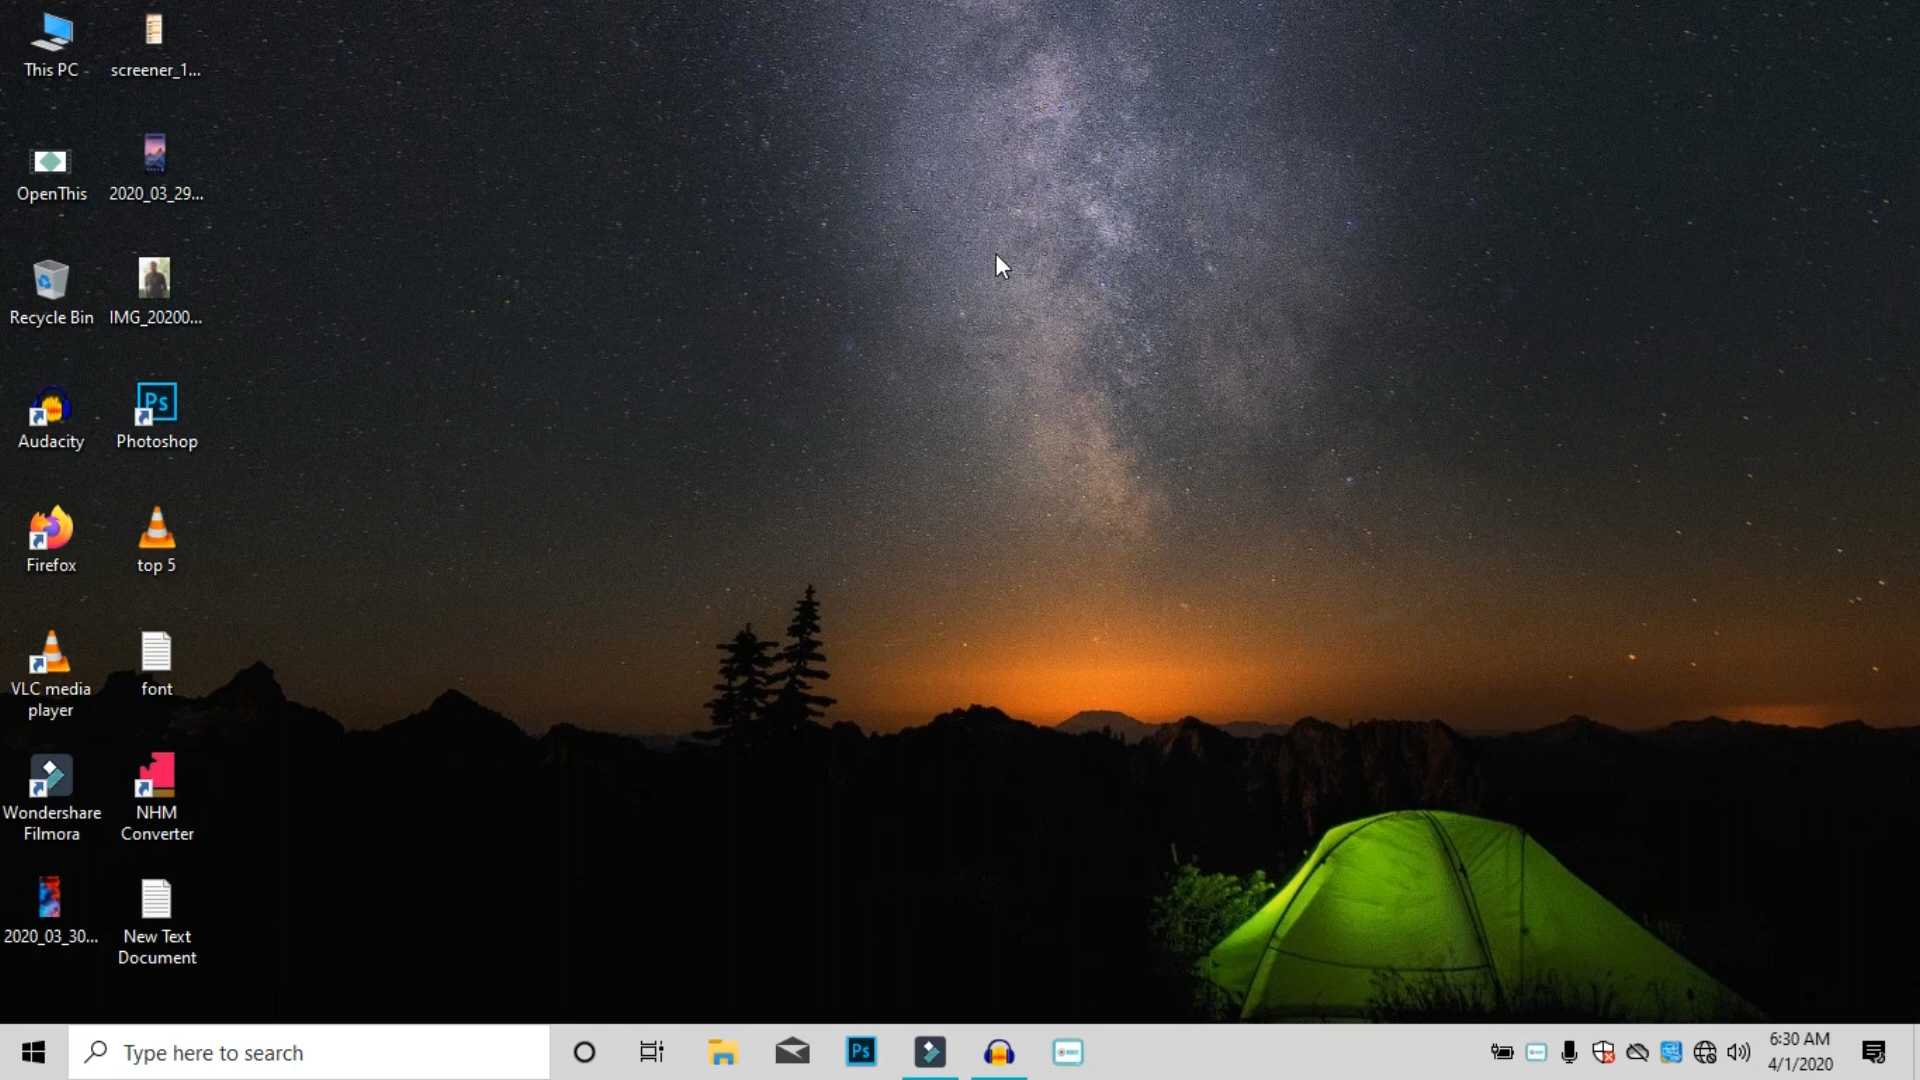 This PC
screener_1...
OpenThis
2020_03_29...
Recycle Bin
IMG_20200...
Audacity
Ps
Photoshop
Firefox
top 5
VLC media
player
font
Wondershare
Filmora
NHM
Converter
2020_03_30...
New Text
Document
Type here to search
Ps
6:30 AM
4/1/2020